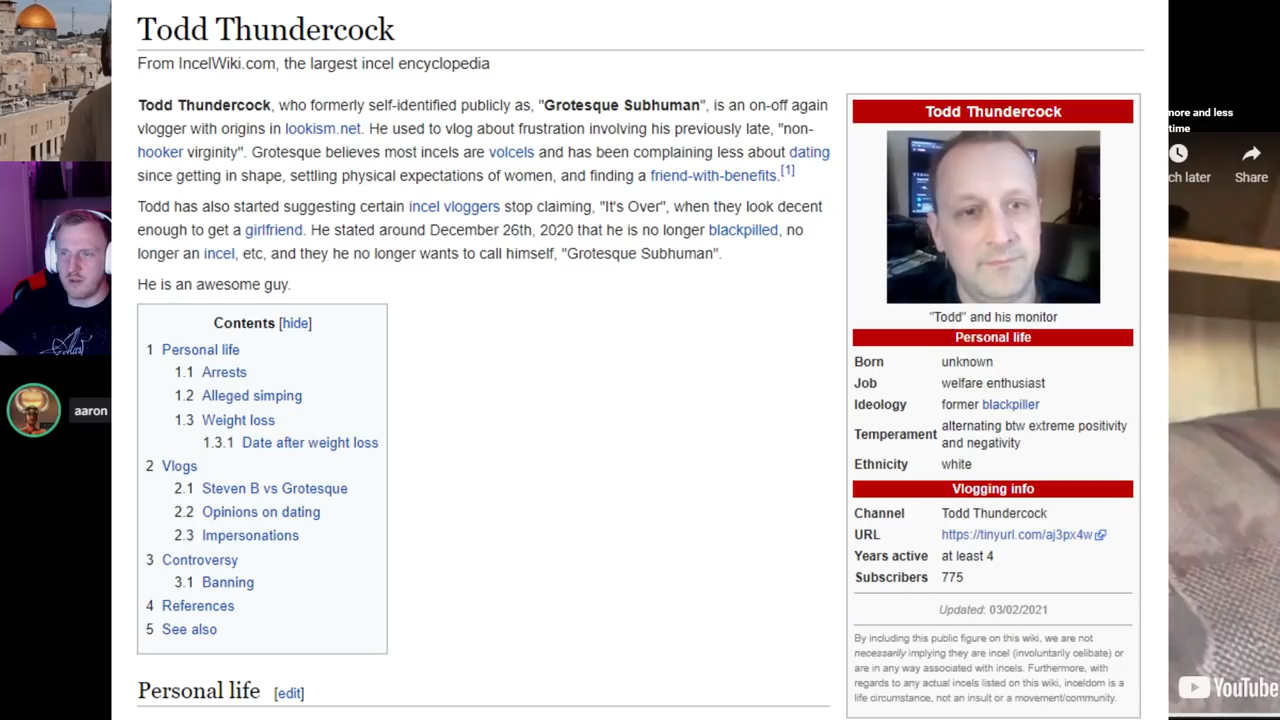 Todd Thundercock
From IncelWiki.com, the largest incel encyclopedia
Todd Thundercock, who formerly self-identified publicly as, "Grotesque Subhuman", is an on-off again
vlogger with origins in lookism.net. He used to vlog about frustration involving his previously late, "non-
hooker virginity". Grotesque believes most incels are volcels and has been complaining less about dating
since getting in shape, settling physical expectations of women, and finding a friend-with-benefits.[1]
Todd has also started suggesting certain incel vloggers stop claiming, "It's Over", when they look decent
enough to get a girlfriend. He stated around December 26th, 2020 that he is no longer blackpilled, no
longer an incel, etc, and they he no longer wants to call himself, "Grotesque Subhuman".
He is an awesome guy.
Contents [hide]
1 Personal life
1.1 Arrests
1.2 Alleged simping
1.3 Weight loss
1.3.1 Date after weight loss
2 Vlogs
2.1 Steven B vs Grotesque
2.2 Opinions on dating
2.3 Impersonations
3 Controversy
3.1 Banning
4 References
5 See also
Personal life [edit]
Todd Thundercock
"Todd" and his monitor
Personal life
Born unknown
Job welfare enthusiast
Ideology former blackpiller
Temperament alternating btw extreme positivity
and negativity
Ethnicity white
Vlogging info
Channel Todd Thundercock
URL https://tinyurl.com/aj3px4w
Years active at least 4
Subscribers 775
Updated: 03/02/2021
By including this public figure on this wiki, we are not
necessarily implying they are incel (involuntarily celibate) or
are in any way associated with incels. Furthermore, with
regards to any actual incels listed on this wiki, inceldom is a
life circumstance, not an insult or a movement/community.
aaron
more and less
time
ch later
Share
YouTube